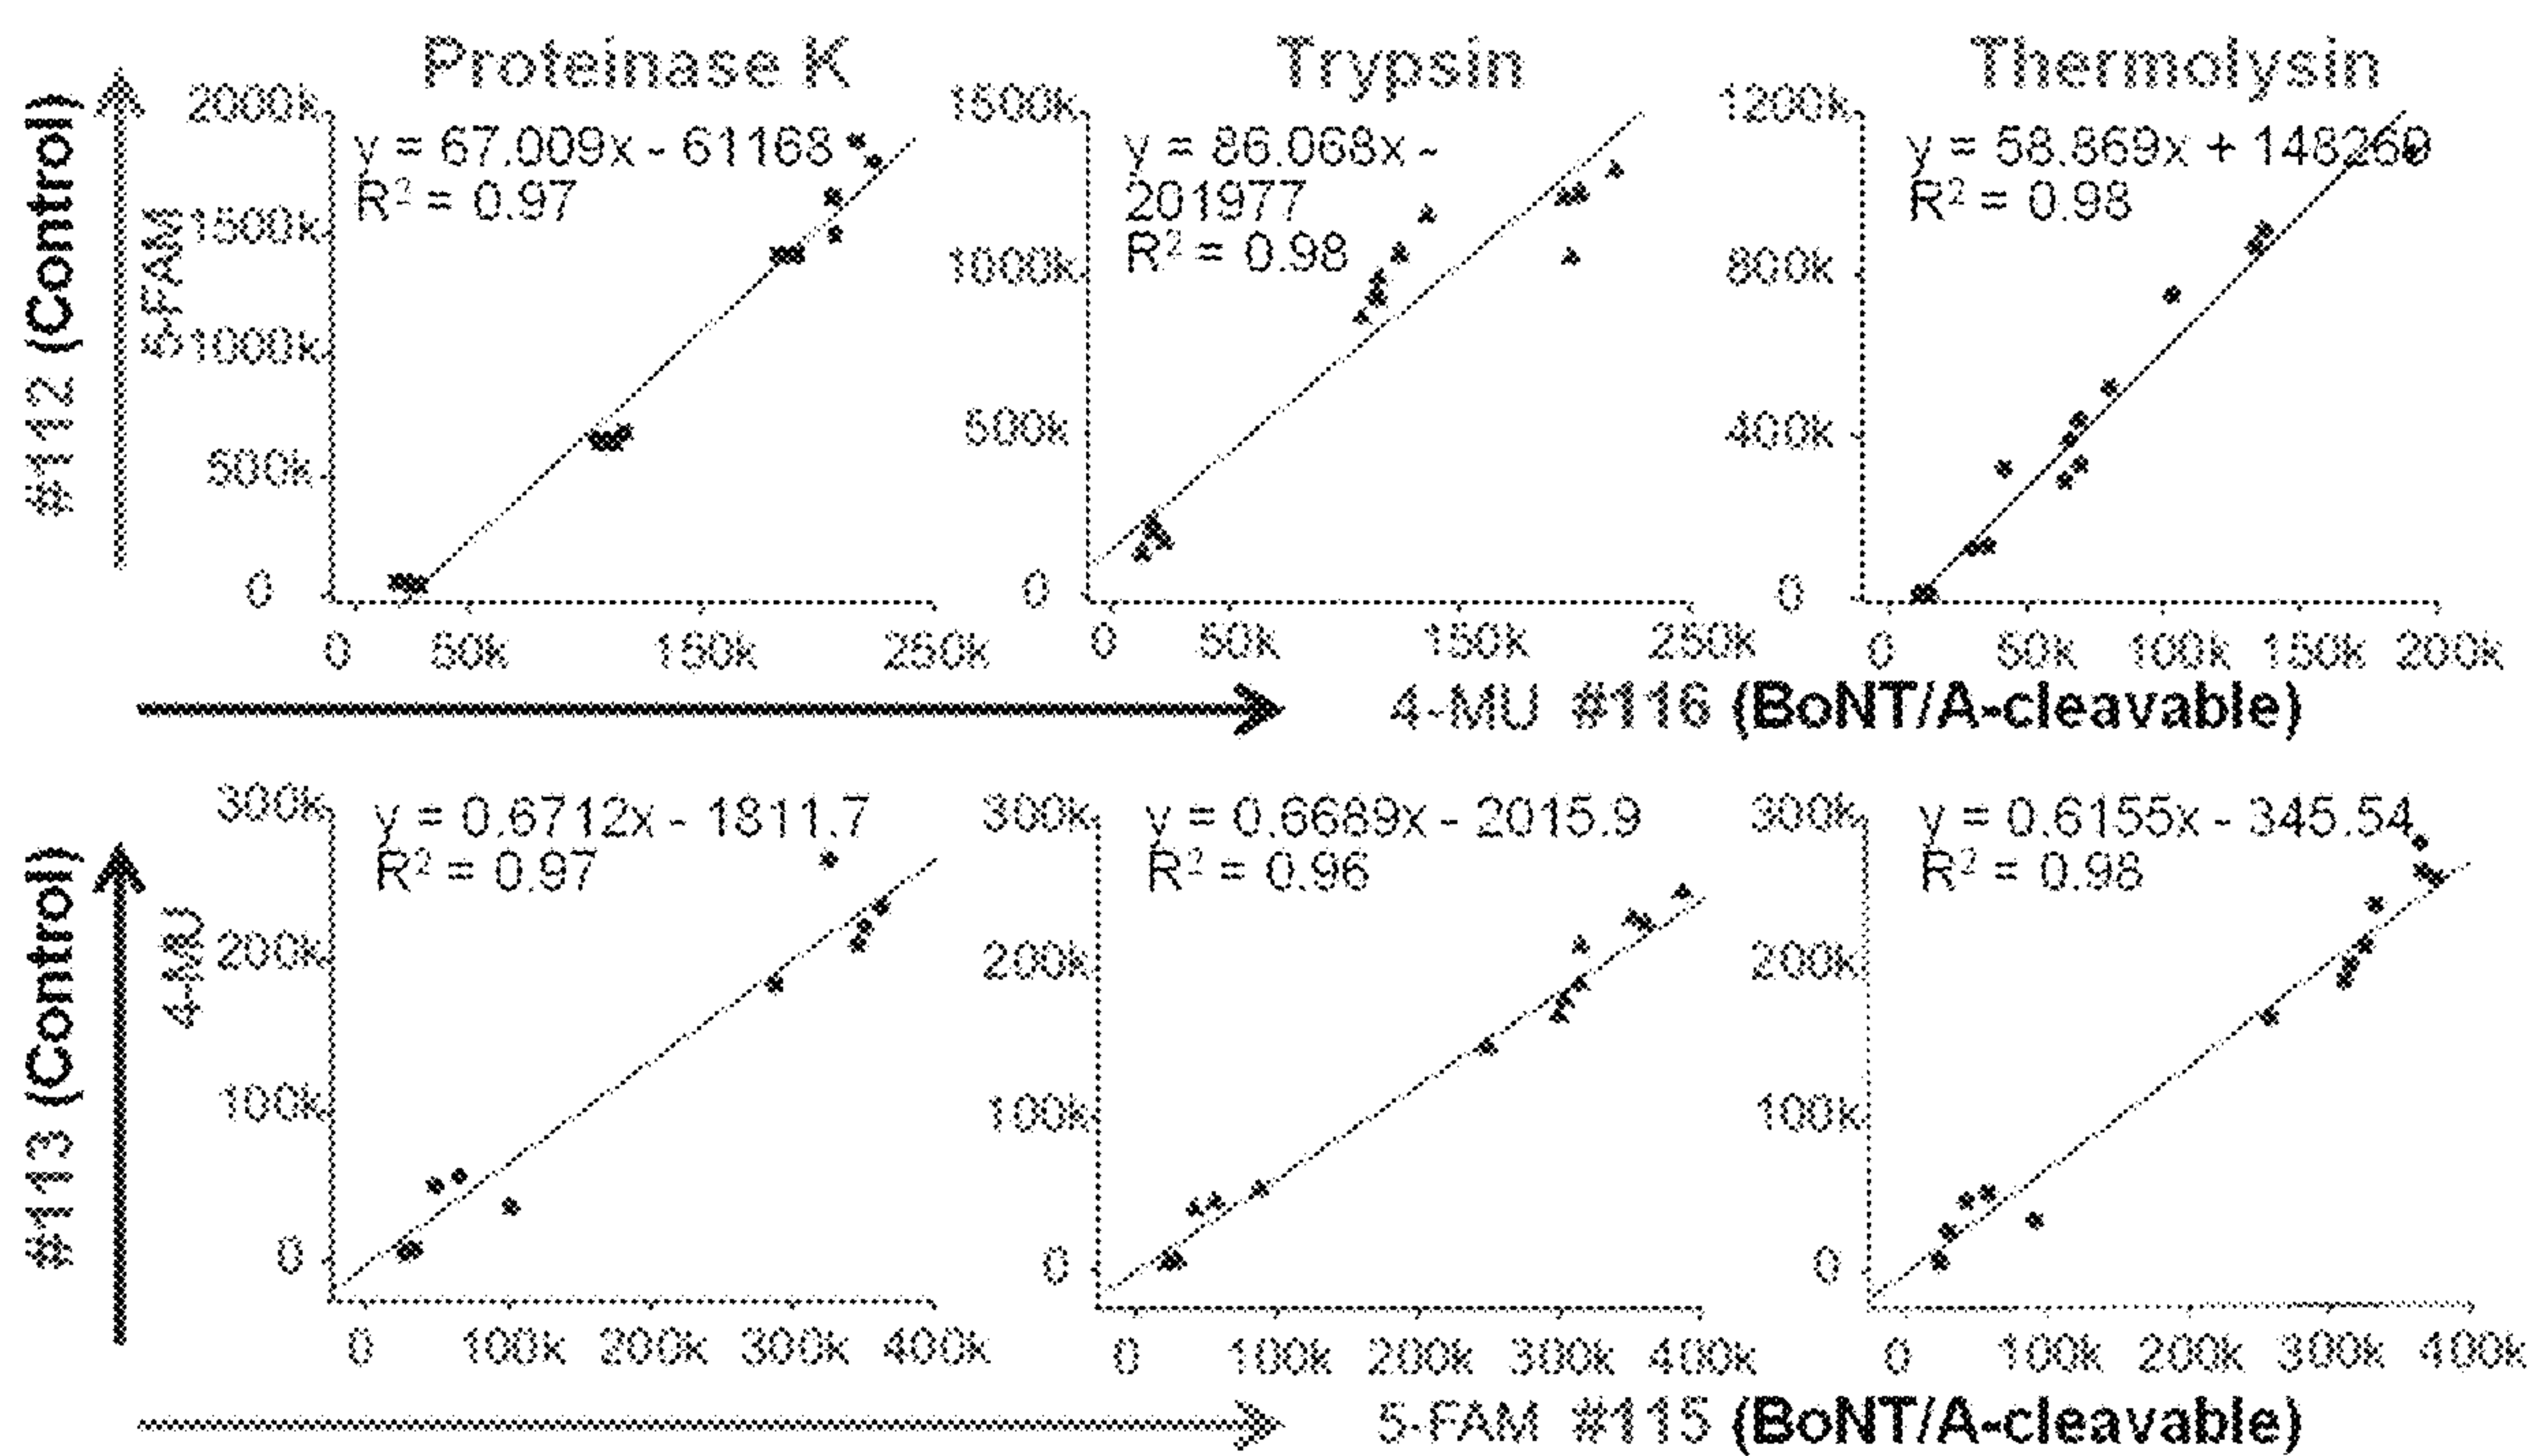 Proteinase K
Trypsin
Thermolysin
#112 (Control)
5-FAM
2000k
1500k
1000k
500k
0
y = 67.009x - 61168
R² = 0.97
0 50k 150k 250k
1500k
1000k
500k
0
y = 86.068x -
201977
R² = 0.98
0 50k 150k 250k
1200k
800k
400k
0
y = 58.869x + 148269
R² = 0.98
0 50k 100k 150k 200k
4-MU #116 (BoNT/A-cleavable)
#113 (Control)
4-MU
300k
200k
100k
0
y = 0.6712x - 1811.7
R² = 0.97
0 100k 200k 300k 400k
300k
200k
100k
0
y = 0.6689x - 2015.9
R² = 0.96
0 100k 200k 300k 400k
300k
200k
100k
0
y = 0.6155x - 345.54
R² = 0.98
0 100k 200k 300k 400k
5-FAM #115 (BoNT/A-cleavable)